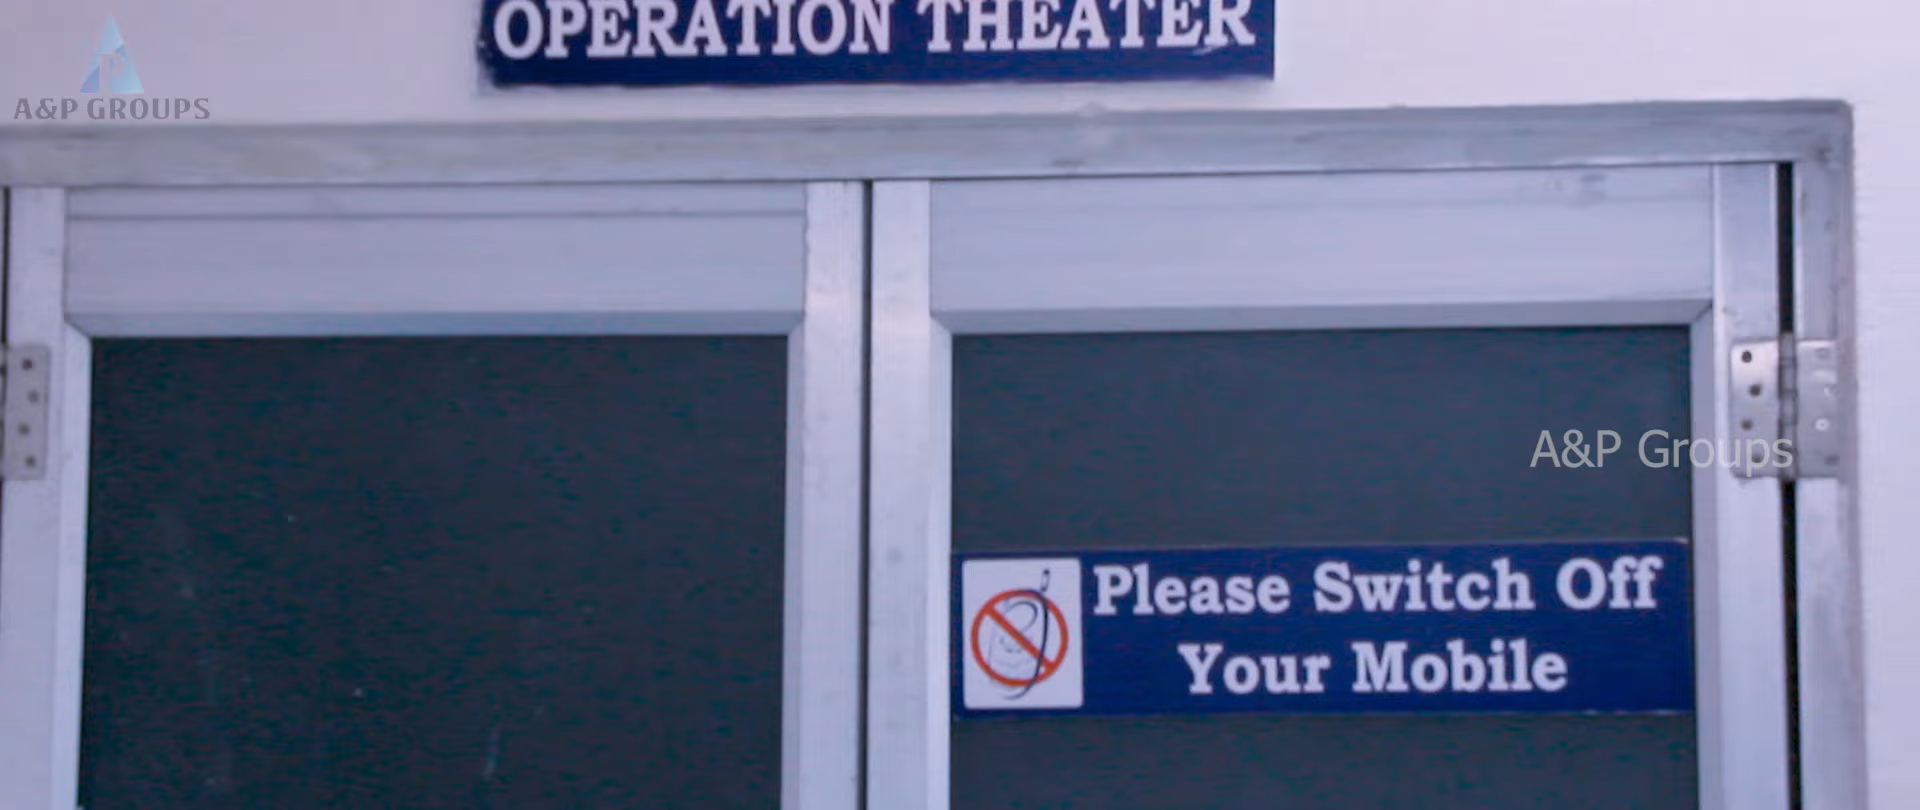 OPERATION THEATER
A&P GROUPS
A&P Groups
Please Switch Off
Your Mobile